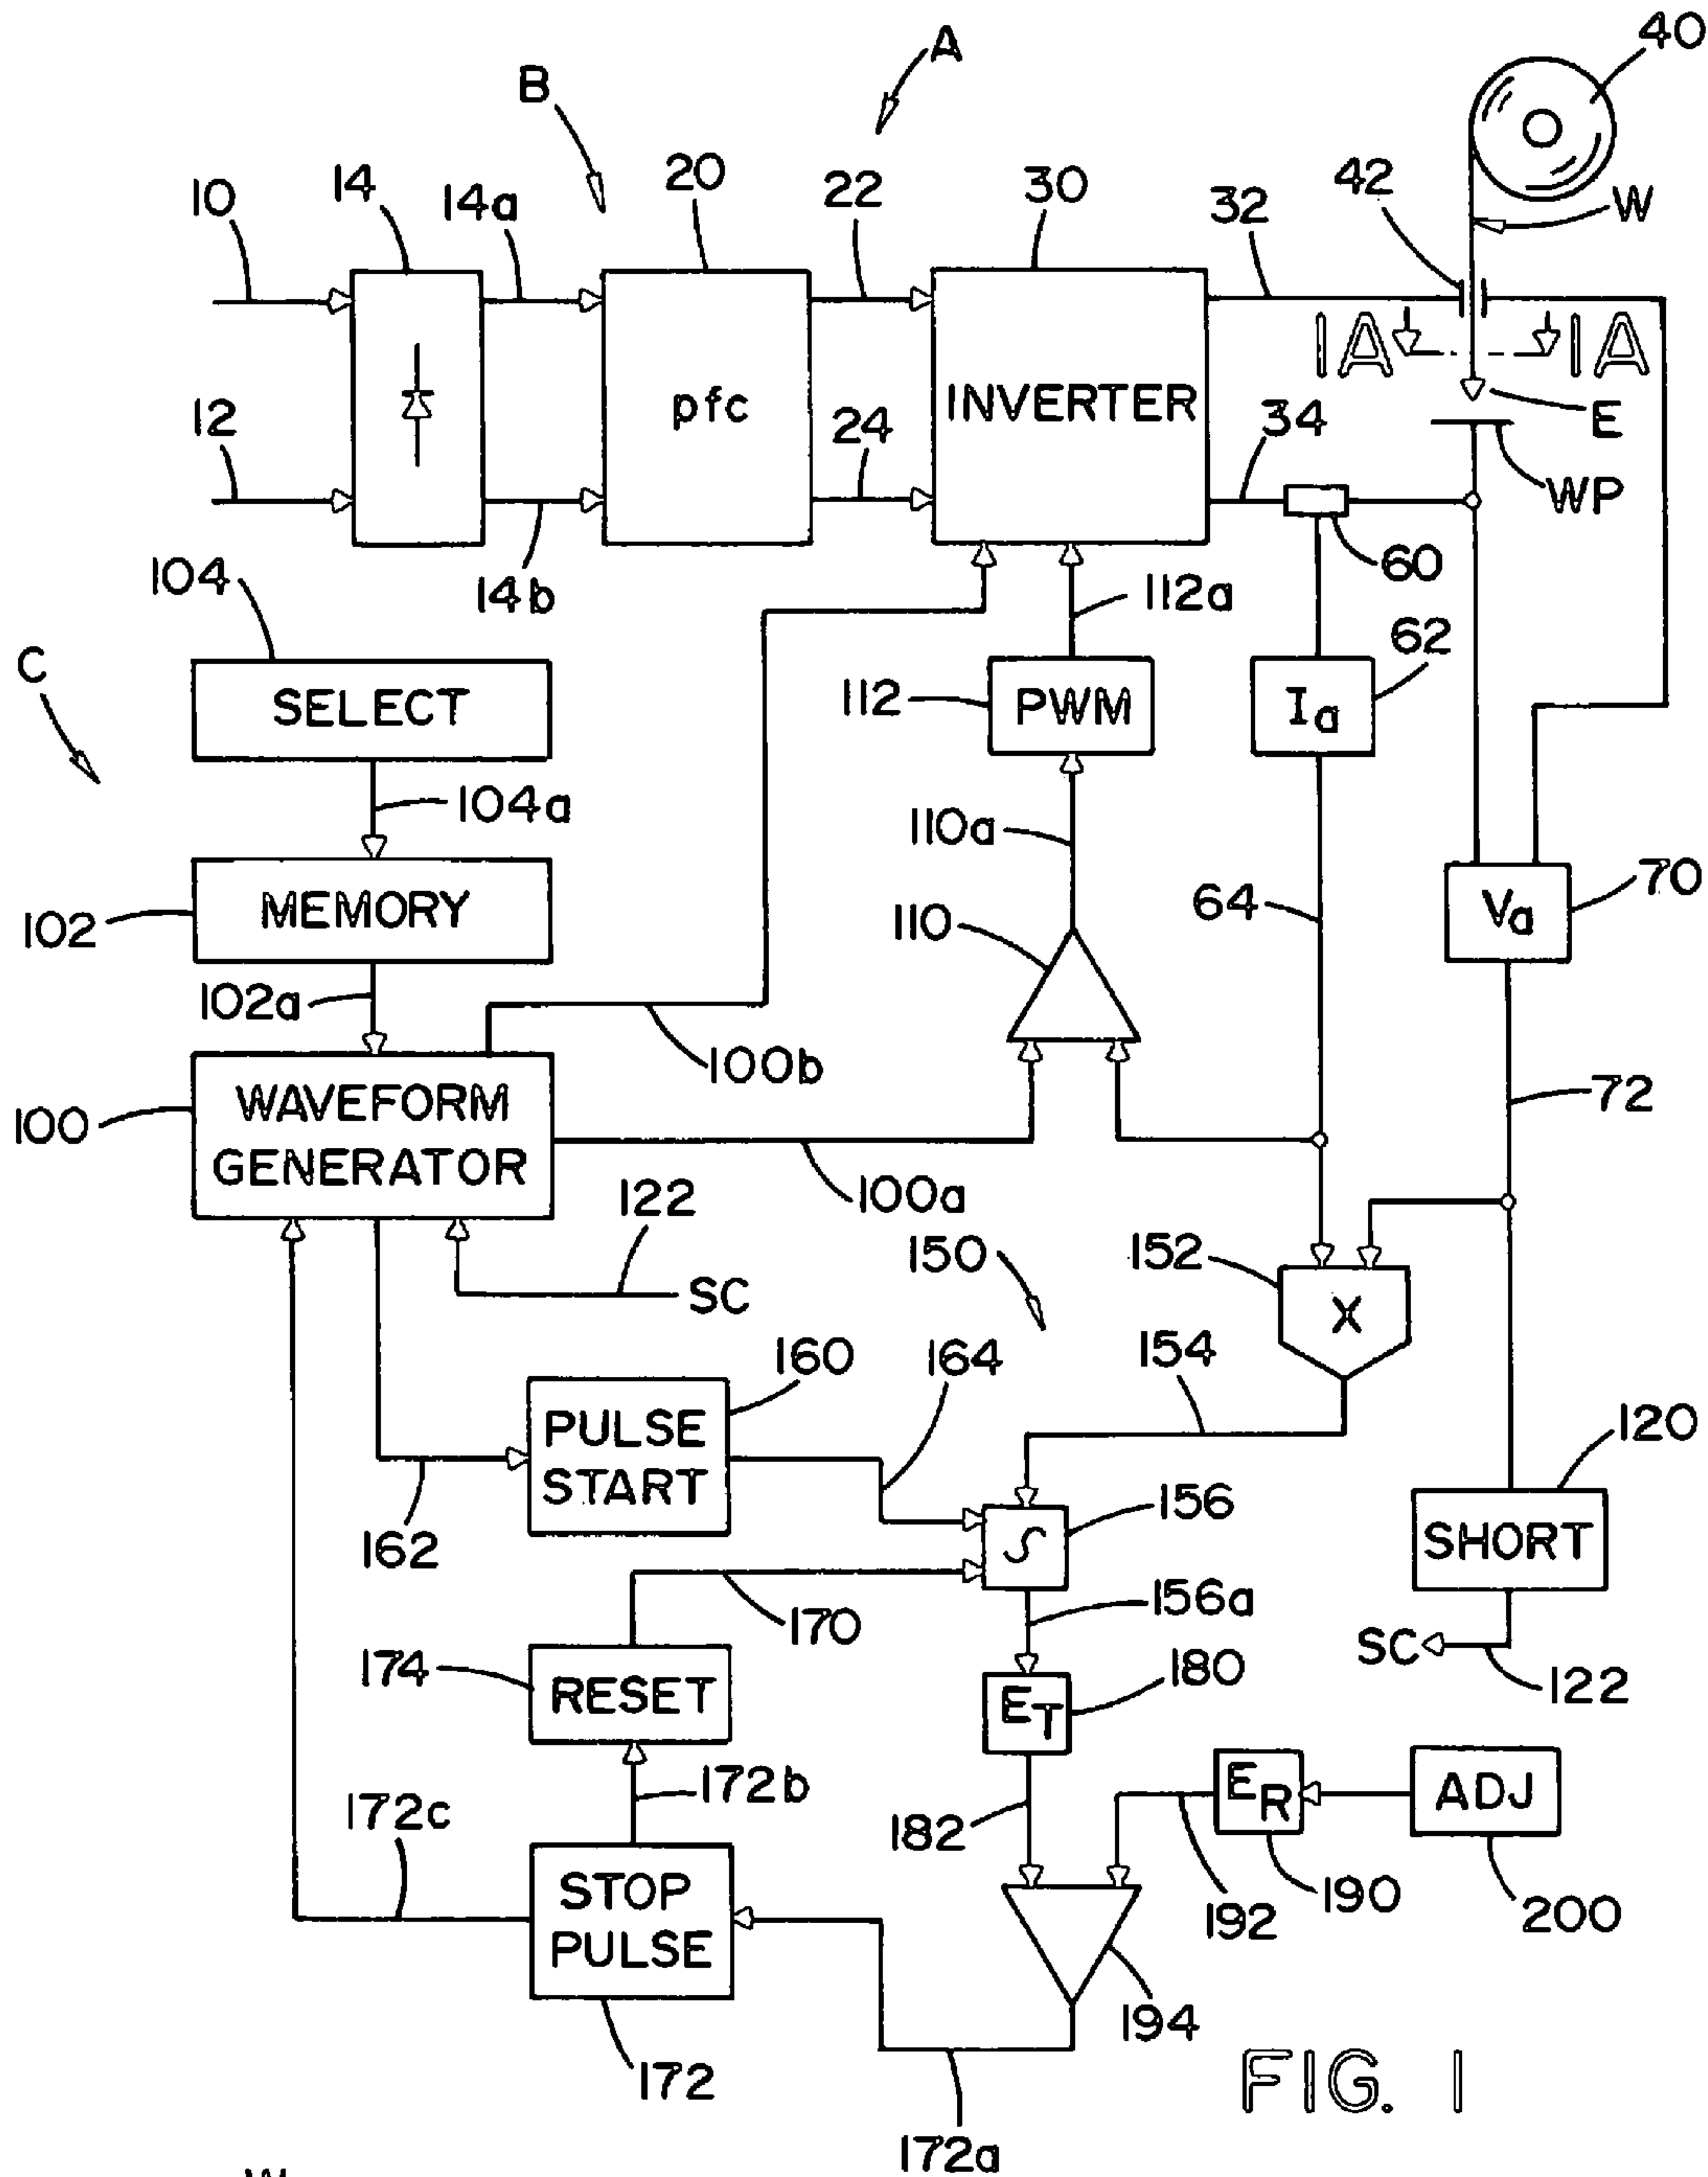 40
A
B
10
14
14a
20
22
30
32
42
W
IA
IA
12
pfc
24
INVERTER
34
E
WP
104
14b
112a
60
C
SELECT
112
PWM
Ia
62
104a
110a
102
MEMORY
110
64
Va
70
102a
100b
72
100
WAVEFORM
GENERATOR
100a
122
SC
150
152
X
160
164
154
PULSE
START
120
162
S
156
SHORT
170
156a
174
RESET
180
SC
122
ET
172c
172b
182
ER
ADJ
STOP
PULSE
192
190
200
172
194
172a
FIG. 1
W